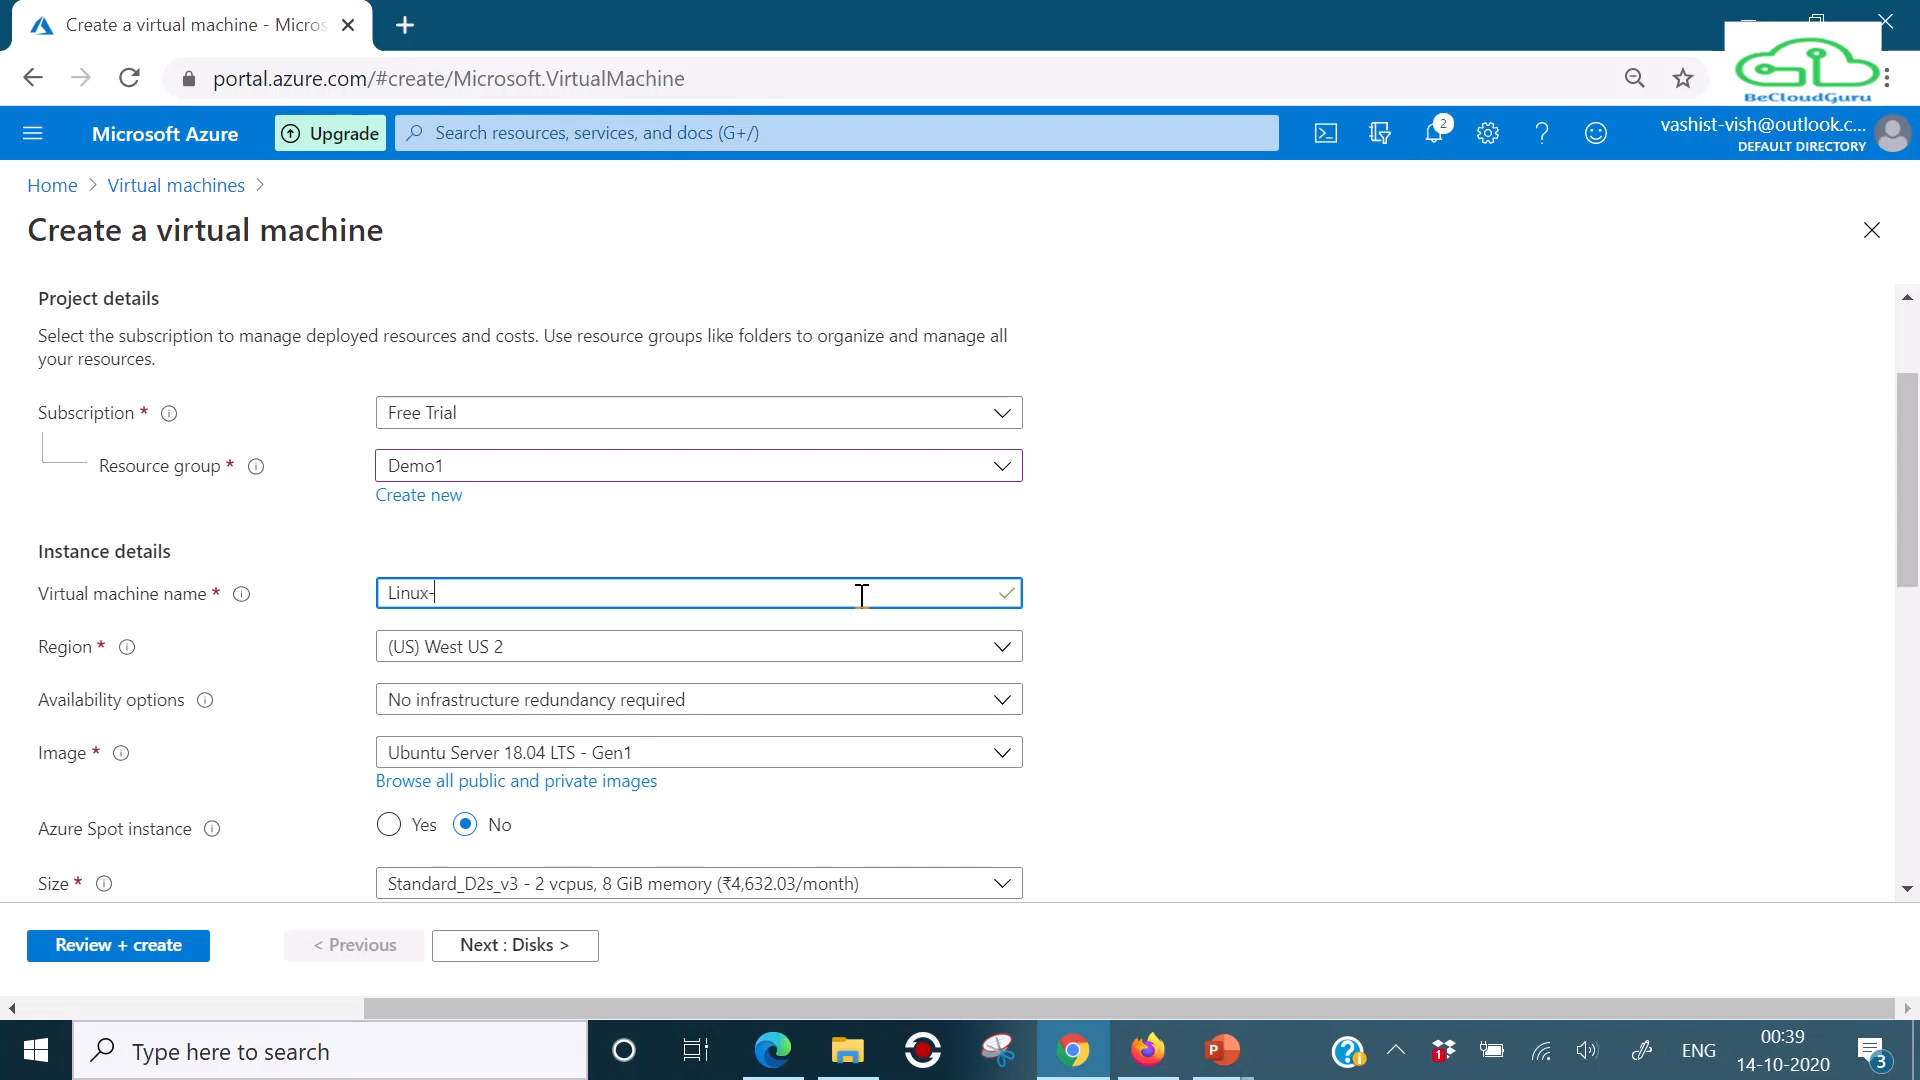 Create a virtual machine - Micros
portal.azure.com/#create/Microsoft.VirtualMachine
BeCloudGuru
Microsoft Azure
Upgrade
Search resources, services, and docs (G+/)
2
vashist-vish@outlook.c...
DEFAULT DIRECTORY
Home > Virtual machines >
Create a virtual machine
Project details
Select the subscription to manage deployed resources and costs. Use resource groups like folders to organize and manage all
your resources.
Subscription *
Free Trial
Resource group *
Demo1
Create new
Instance details
Virtual machine name *
Linux-
Region *
(US) West US 2
Availability options
No infrastructure redundancy required
Image *
Ubuntu Server 18.04 LTS - Gen1
Browse all public and private images
Azure Spot instance
Yes
No
Size *
Standard_D2s_v3 - 2 vcpus, 8 GiB memory (₹4,632.03/month)
Review + create
< Previous
Next : Disks >
Type here to search
1
ENG
00:39
14-10-2020
3